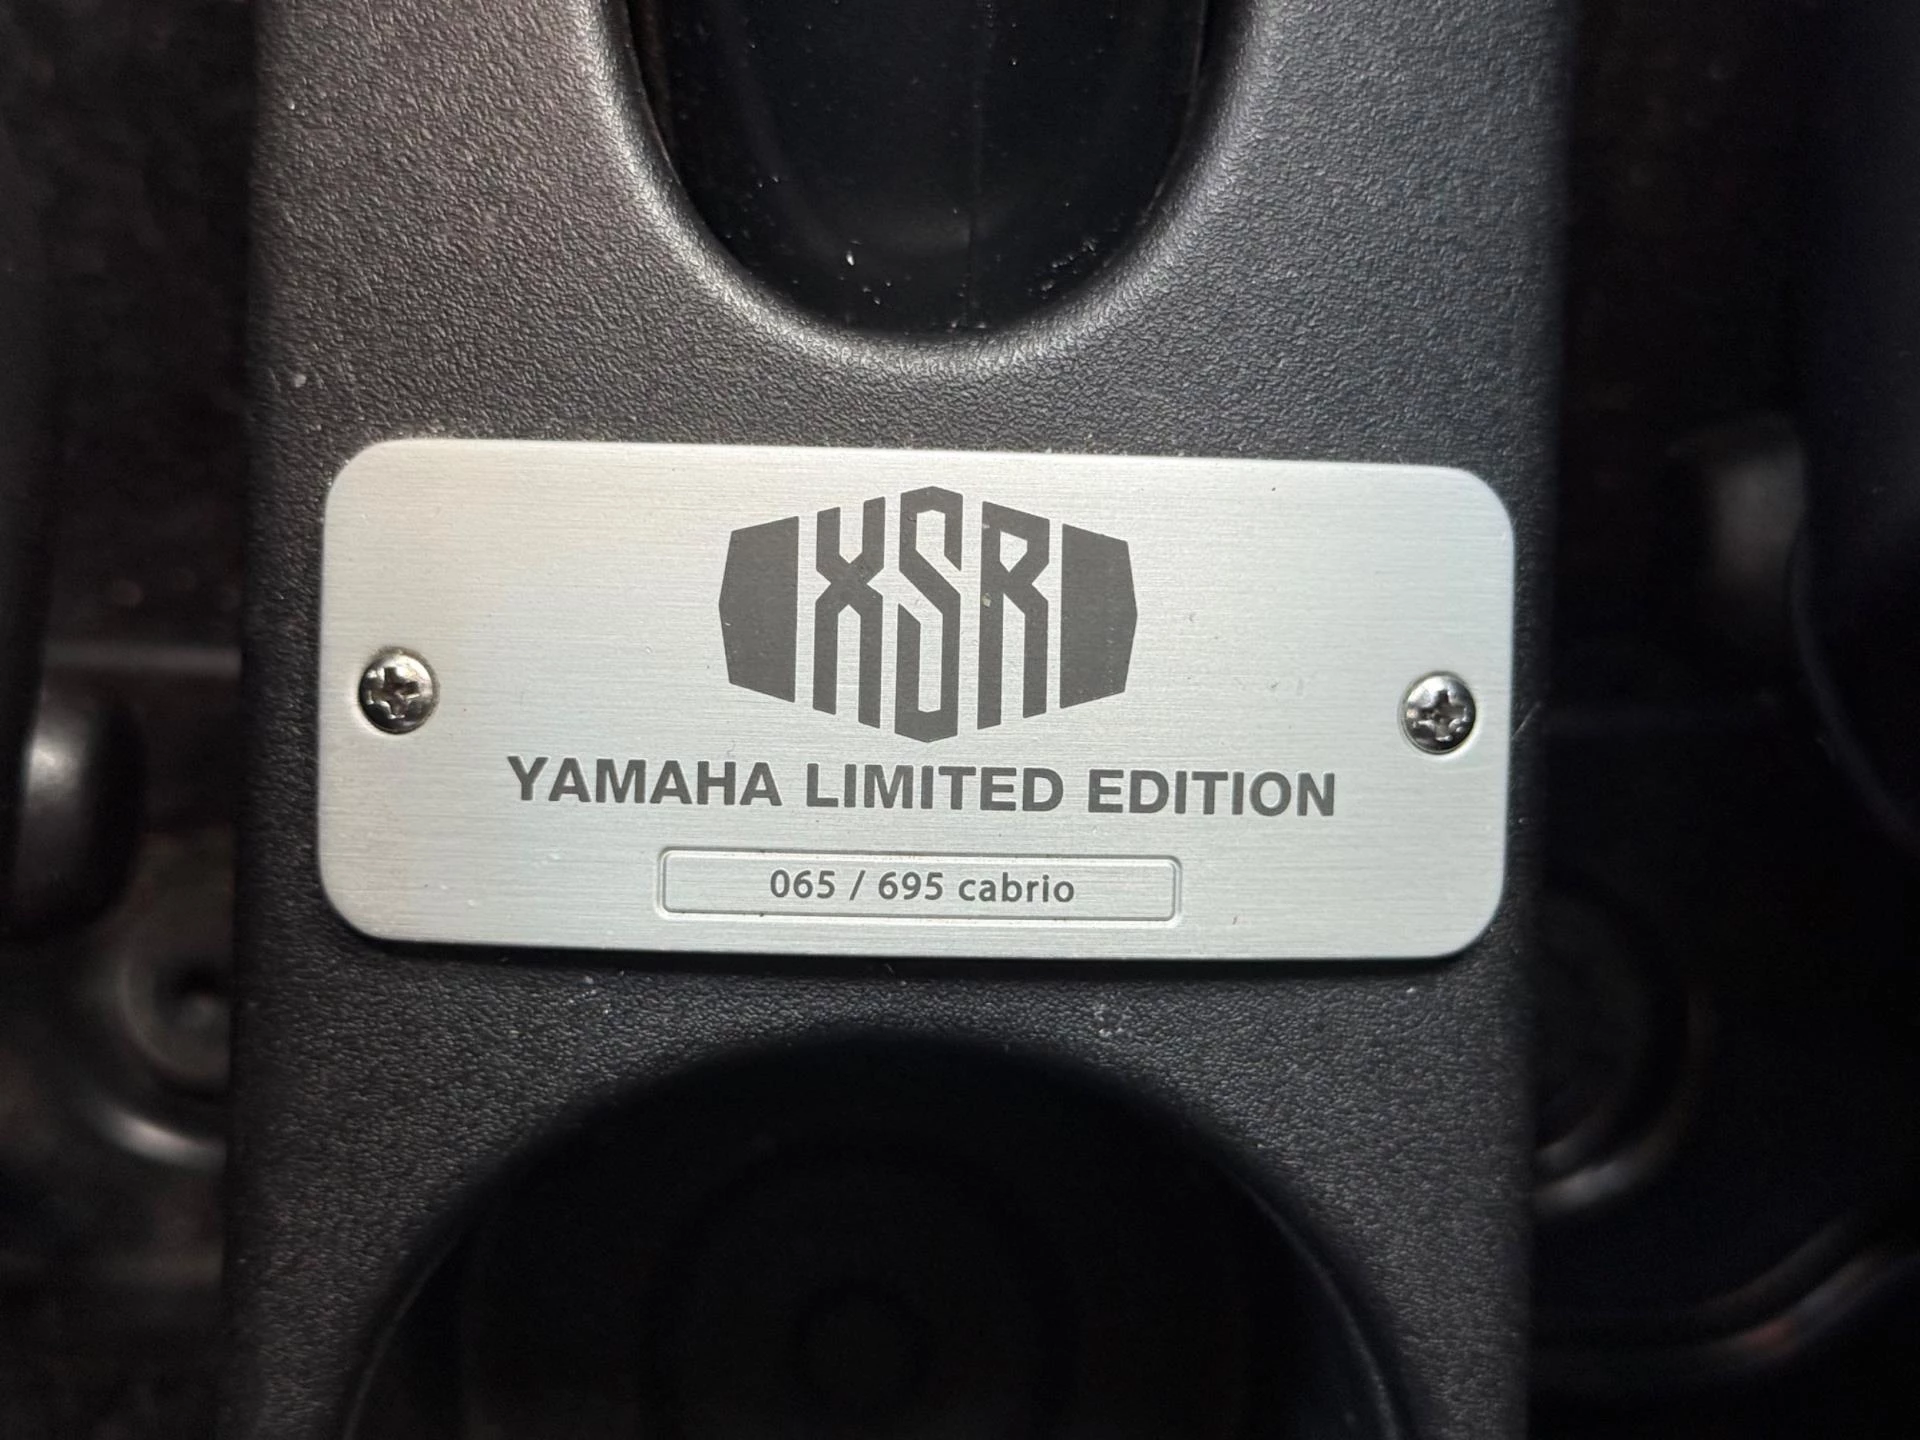 XSR
YAMAHA LIMITED EDITION
065 / 695 cabrio